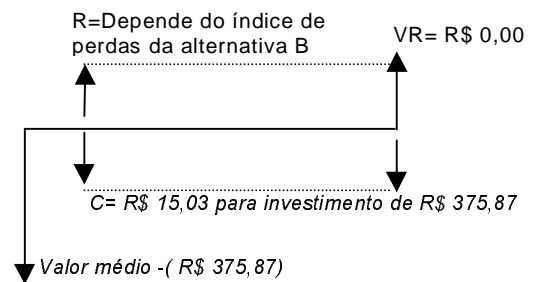 R=Depende do índice de
perdas da alternativa B
VR= R$ 0,00
C= R$ 15,03 para investimento de R$ 375,87
Valor médio -( R$ 375,87)